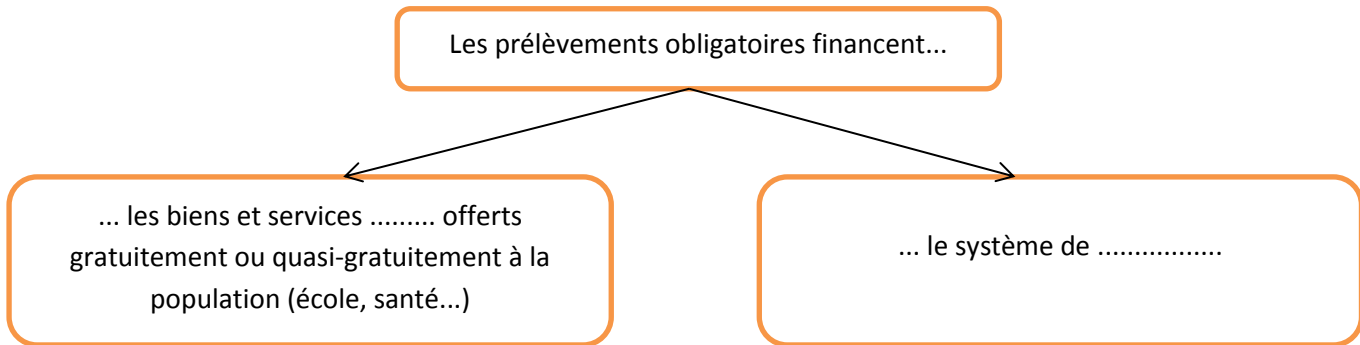 Les prélèvements obligatoires financent...
... les biens et services ......... offerts
gratuitement ou quasi-gratuitement à la
population (école, santé...)
... le système de .................